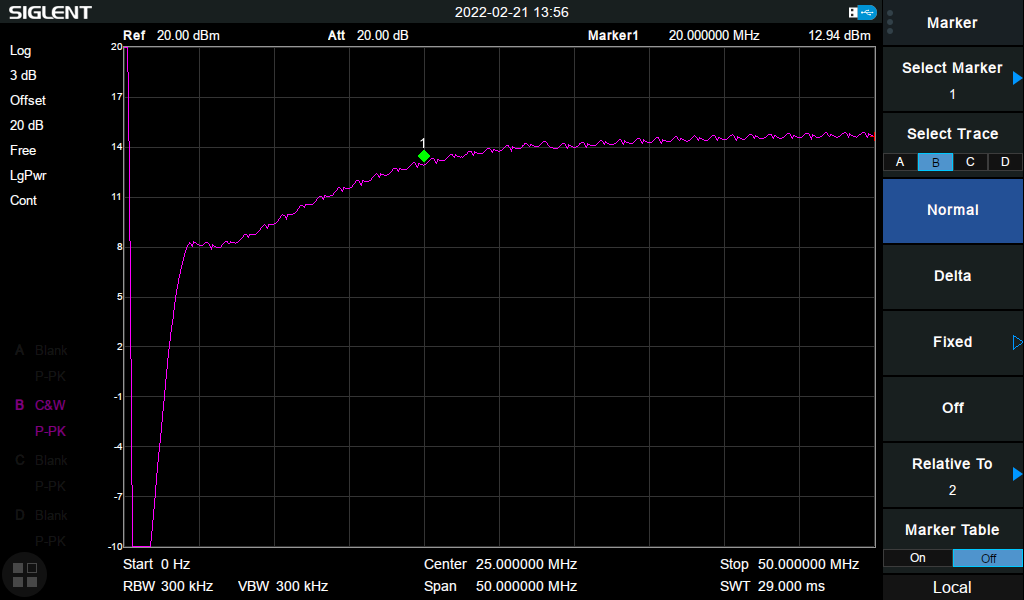 SIGLENT 2022-02-21 13:56
Marker
Ref 20.00 dBm Att 20.00 dB Marker1 20.000000 MHz 12.94 dBm
Log
3 dB
Offset
20 dB
Free
LgPwr
Cont
20
17
14
11
8
5
2
-1
-4
-7
-10
1
A Blank
P-PK
B C&W
P-PK
C Blank
P-PK
D Blank
P-PK
Start 0 Hz Center 25.000000 MHz Stop 50.000000 MHz
RBW 300 kHz VBW 300 kHz Span 50.000000 MHz SWT 29.000 ms
Select Marker
1
Select Trace
A B C D
Normal
Delta
Fixed
Off
Relative To
2
Marker Table
On Off
Local